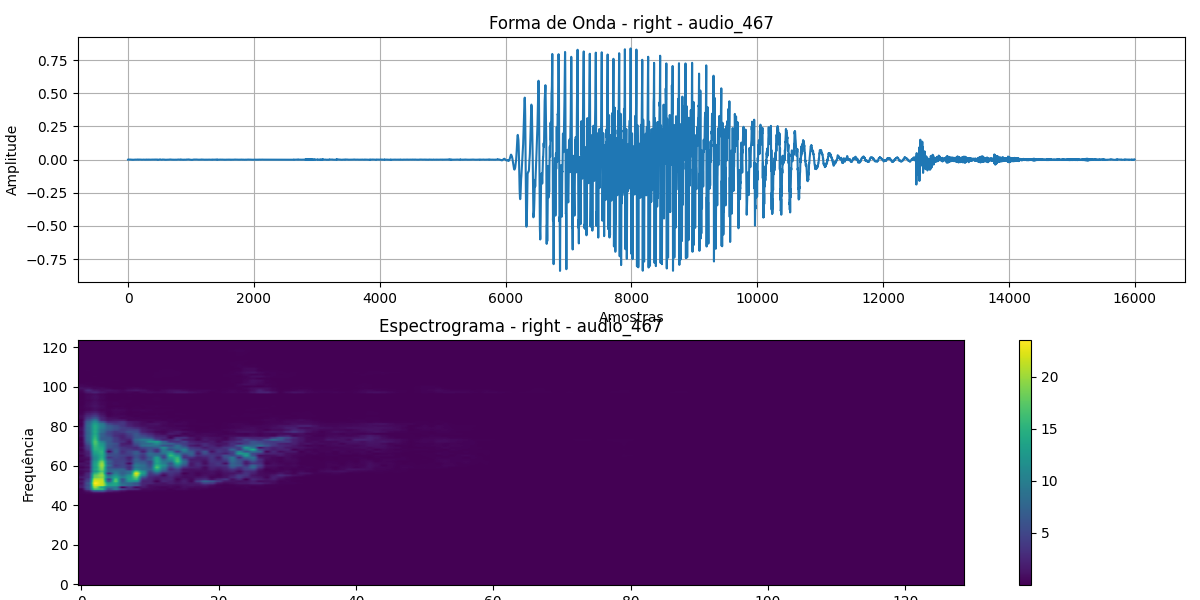 Forma de Onda - right - audio_467
Amplitude
0.75
0.50
0.25
0.00
−0.25
−0.50
−0.75
0 2000 4000 6000 8000 10000 12000 14000 16000
Amostras
Espectrograma - right - audio_467
Frequência
120
100
80
60
40
20
0
0 20 40 60 80 100 120
20
15
10
5